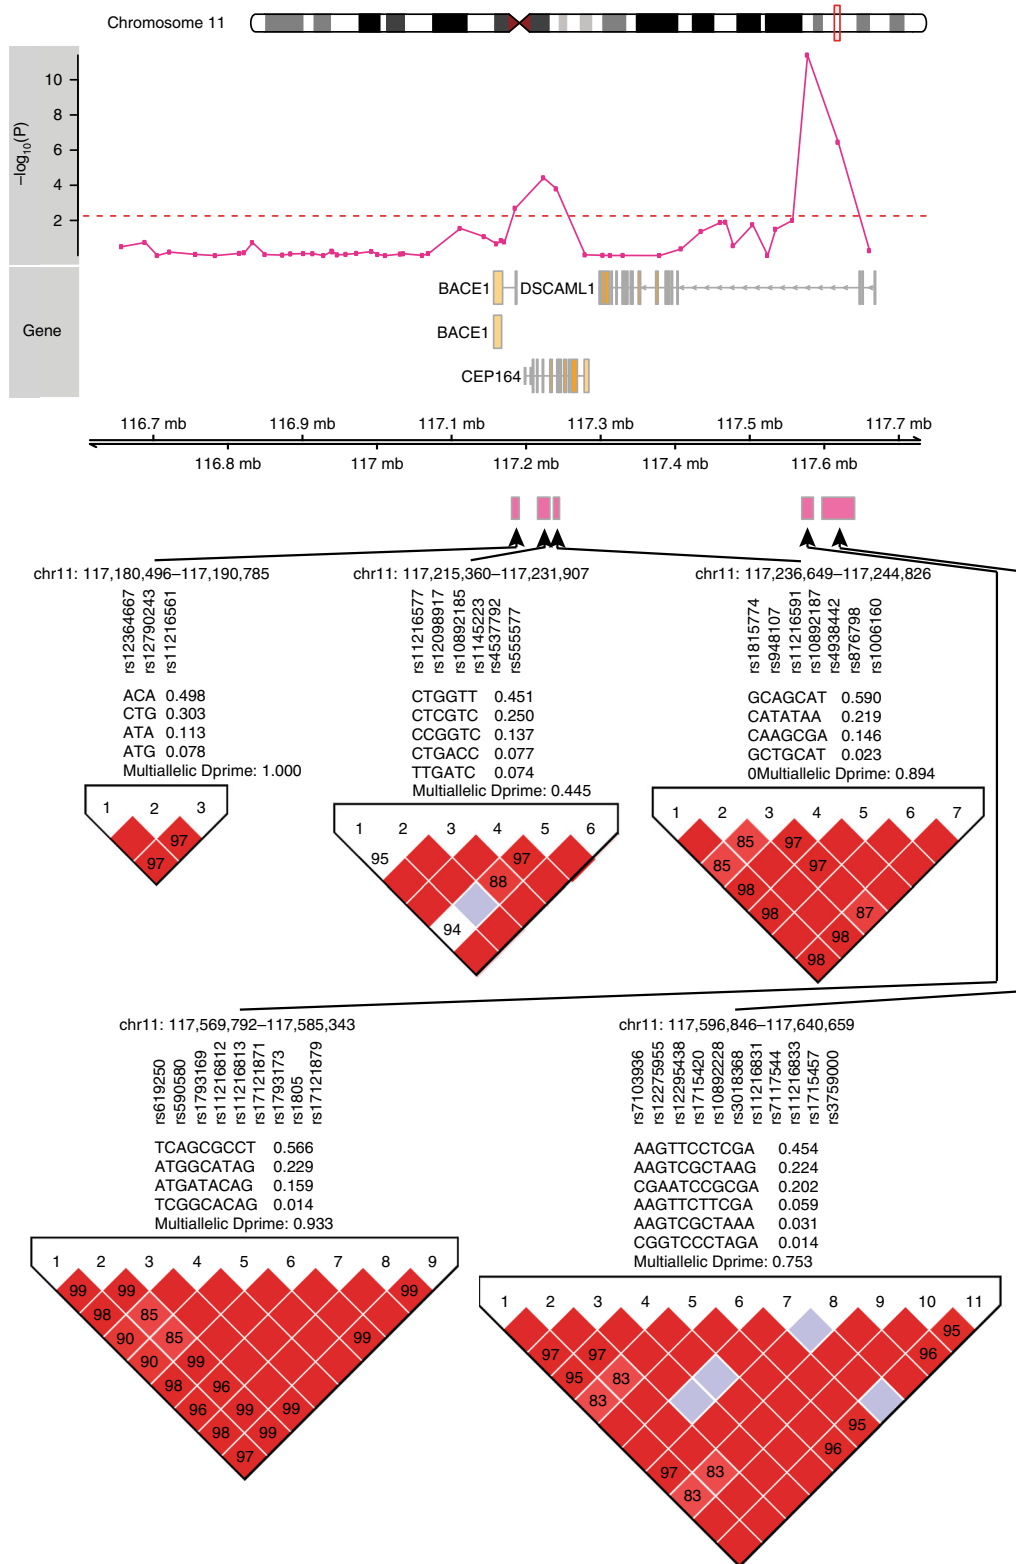 Chromosome 11
−log10(P)
10
8
6
4
2
Gene
BACE1
DSCAML1
BACE1
CEP164
116.7 mb 116.9 mb 117.1 mb 117.3 mb 117.5 mb 117.7 mb
116.8 mb 117 mb 117.2 mb 117.4 mb 117.6 mb
chr11: 117,180,496–117,190,785
rs12364667
rs12790243
rs11216561
ACA 0.498
CTG 0.303
ATA 0.113
ATG 0.078
Multiallelic Dprime: 1.000
1 2 3
97
97
chr11: 117,215,360–117,231,907
rs11216577
rs12098917
rs10892185
rs1145223
rs4537792
rs555577
CTGGTT 0.451
CTCGTC 0.250
CCGGTC 0.137
CTGACC 0.077
TTGATC 0.074
Multiallelic Dprime: 0.445
1 2 3 4 5 6
95 97
88
94
chr11: 117,236,649–117,244,826
rs1815774
rs948107
rs11216591
rs10892187
rs4938442
rs876798
rs1006160
GCAGCAT 0.590
CATATAA 0.219
CAAGCGA 0.146
GCTGCAT 0.023
0Multiallelic Dprime: 0.894
1 2 3 4 5 6 7
85 97
85 97
98
98 87
98
98
chr11: 117,569,792–117,585,343
rs619250
rs590580
rs1793169
rs11216812
rs11216813
rs17121871
rs1793173
rs1805
rs17121879
TCAGCGCCT 0.566
ATGGCATAG 0.229
ATGATACAG 0.159
TCGGCACAG 0.014
Multiallelic Dprime: 0.933
1 2 3 4 5 6 7 8 9
99 99 99
98 85
90 85 99
90 99
98 96
96 99 99
98 99
97
chr11: 117,596,846–117,640,659
rs7103936
rs12275955
rs12295438
rs1715420
rs10892228
rs3018368
rs11216831
rs7117544
rs11216833
rs1715457
rs3759000
AAGTTCCTCGA 0.454
AAGTCGCTAAG 0.224
CGAATCCGCGA 0.202
AAGTTCTTCGA 0.059
AAGTCGCTAAA 0.031
CGGTCCCTAGA 0.014
Multiallelic Dprime: 0.753
1 2 3 4 5 6 7 8 9 10 11
95
97 97 96
95 83
83
95
96
97 83
83